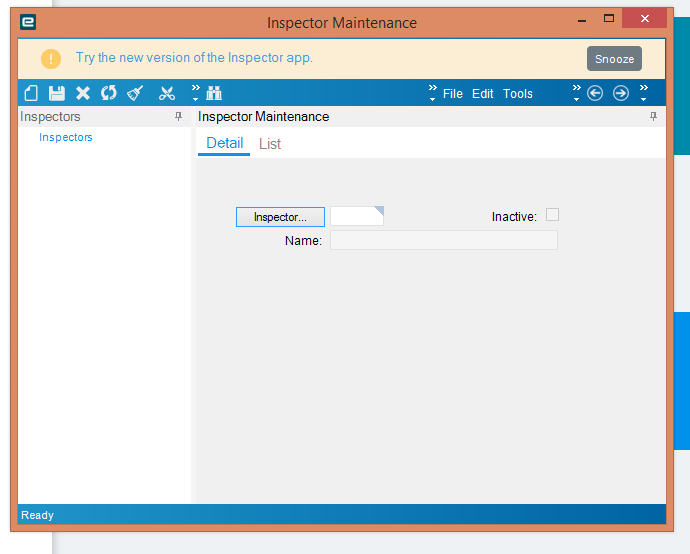 Inspector Maintenance
Try the new version of the Inspector app.
Snooze
File Edit Tools
Inspectors
Inspectors
Inspector Maintenance
Detail List
Inspector...
Inactive:
Name:
Ready